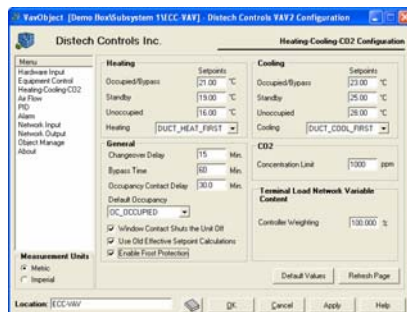 VavObject [Demo Box\Subsystem 1\ECC-VAV] - Distech Controls VAV2 Configuration
Distech Controls Inc.
Heating-Cooling-CO2 Configuration
Menu
Hardware Input
Equipment Control
Heating-Cooling-CO2
Air Flow
PID
Alarm
Network Input
Network Output
Object Manage
About
Measurement Units
Metric
Imperial
Heating
Setpoints
Occupied/Bypass 21.00 °C
Standby 19.00 °C
Unoccupied 16.00 °C
Heating DUCT_HEAT_FIRST
General
Changeover Delay 15 Min.
Bypass Time 60 Min.
Occupancy Contact Delay 30.0 Min.
Default Occupancy
OC_OCCUPIED
Window Contact Shuts the Unit Off
Use Old Effective Setpoint Calculations
Enable Frost Protection
Cooling
Setpoints
Occupied/Bypass 23.00 °C
Standby 25.00 °C
Unoccupied 28.00 °C
Cooling DUCT_COOL_FIRST
CO2
Concentration Limit 1000 ppm
Terminal Load Network Variable
Content
Controller Weighting 100.000 %
Default Values Refresh Page
Location: ECC-VAV OK Cancel Apply Help